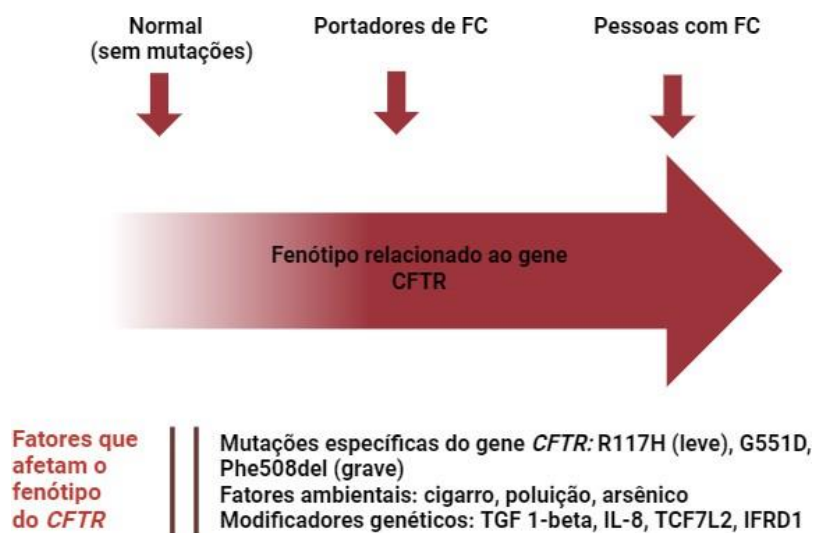 Normal
(sem mutações)
Portadores de FC
Pessoas com FC
Fenótipo relacionado ao gene
CFTR
Fatores que
afetam o
fenótipo
do CFTR
Mutações específicas do gene CFTR: R117H (leve), G551D,
Phe508del (grave)
Fatores ambientais: cigarro, poluição, arsênico
Modificadores genéticos: TGF 1-beta, IL-8, TCF7L2, IFRD1